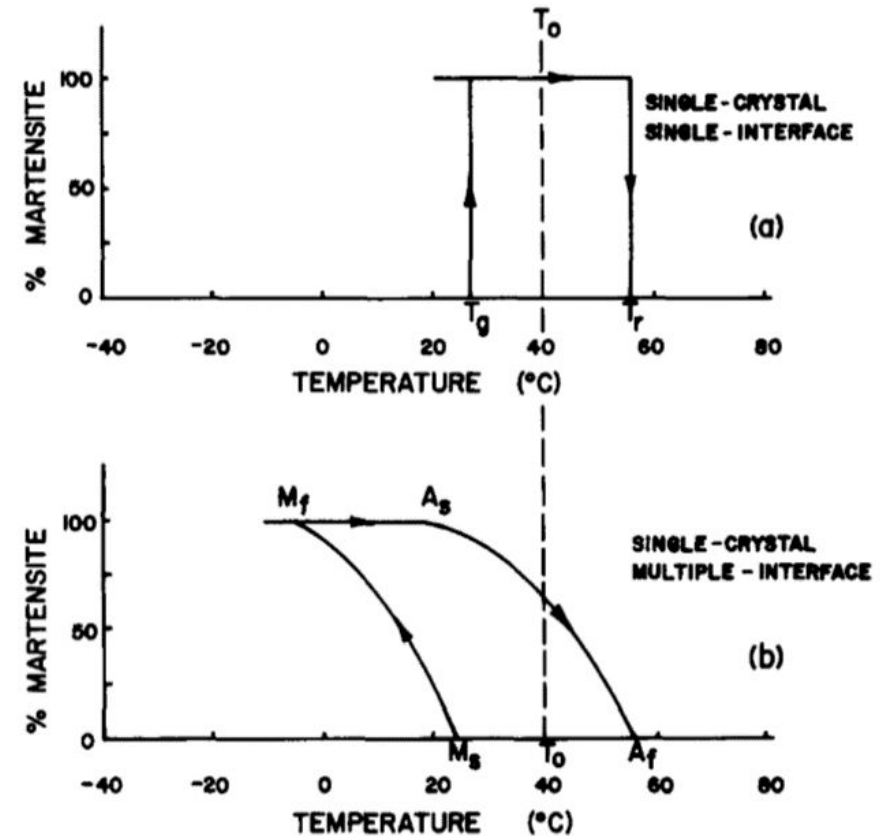 T₀
% MARTENSITE
100
50
0
SINGLE-CRYSTAL
SINGLE-INTERFACE
(a)
Tg
Tr
-40 -20 0 20 40 60 80
TEMPERATURE (°C)
% MARTENSITE
100
50
0
Mf
As
SINGLE-CRYSTAL
MULTIPLE-INTERFACE
(b)
Ms
To
Af
-40 -20 0 20 40 60 80
TEMPERATURE (°C)